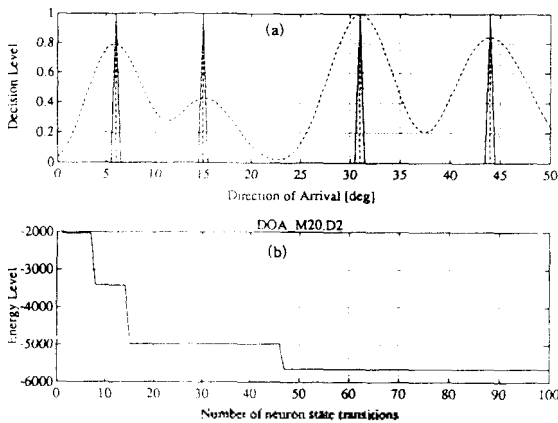 (a)
Decision Level
1
0.8
0.6
0.4
0.2
0
0 5 10 15 20 25 30 35 40 45 50
Direction of Arrival [deg]
DOA_M20.D2
(b)
Energy Level
-2000
-3000
-4000
-5000
-6000
0 10 20 30 40 50 60 70 80 90 100
Number of neuron state transitions